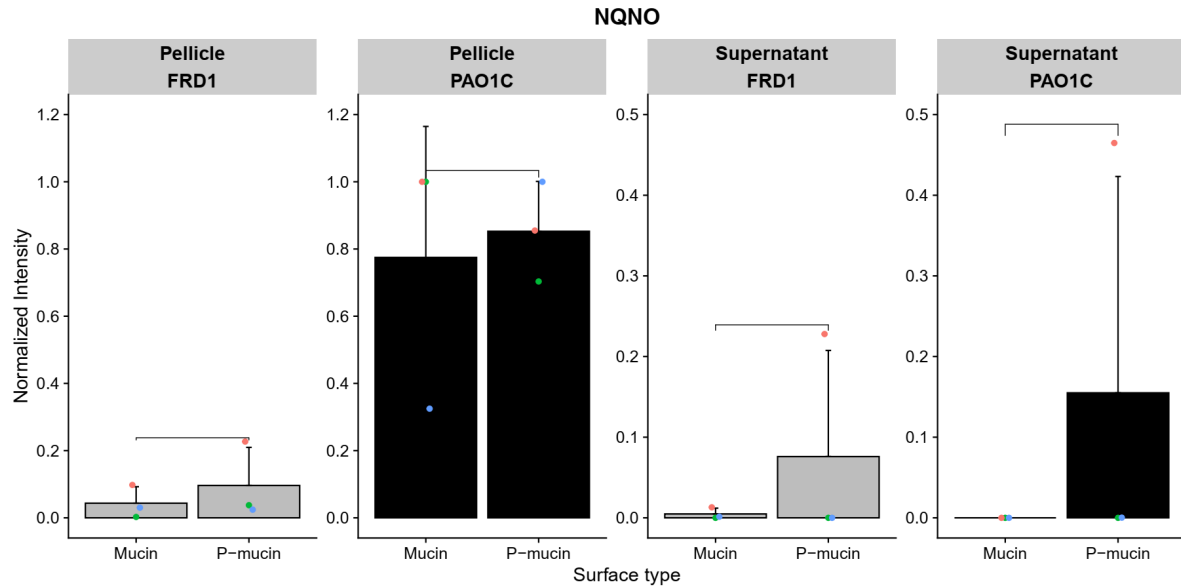 NQNO
Pellicle
FRD1
Pellicle
PAO1C
Supernatant
FRD1
Supernatant
PAO1C
Normalized Intensity
1.2
1.0
0.8
0.6
0.4
0.2
0.0
1.2
1.0
0.8
0.6
0.4
0.2
0.0
0.5
0.4
0.3
0.2
0.1
0.0
0.5
0.4
0.3
0.2
0.1
0.0
Mucin P−mucin
Mucin P−mucin
Mucin P−mucin
Mucin P−mucin
Surface type